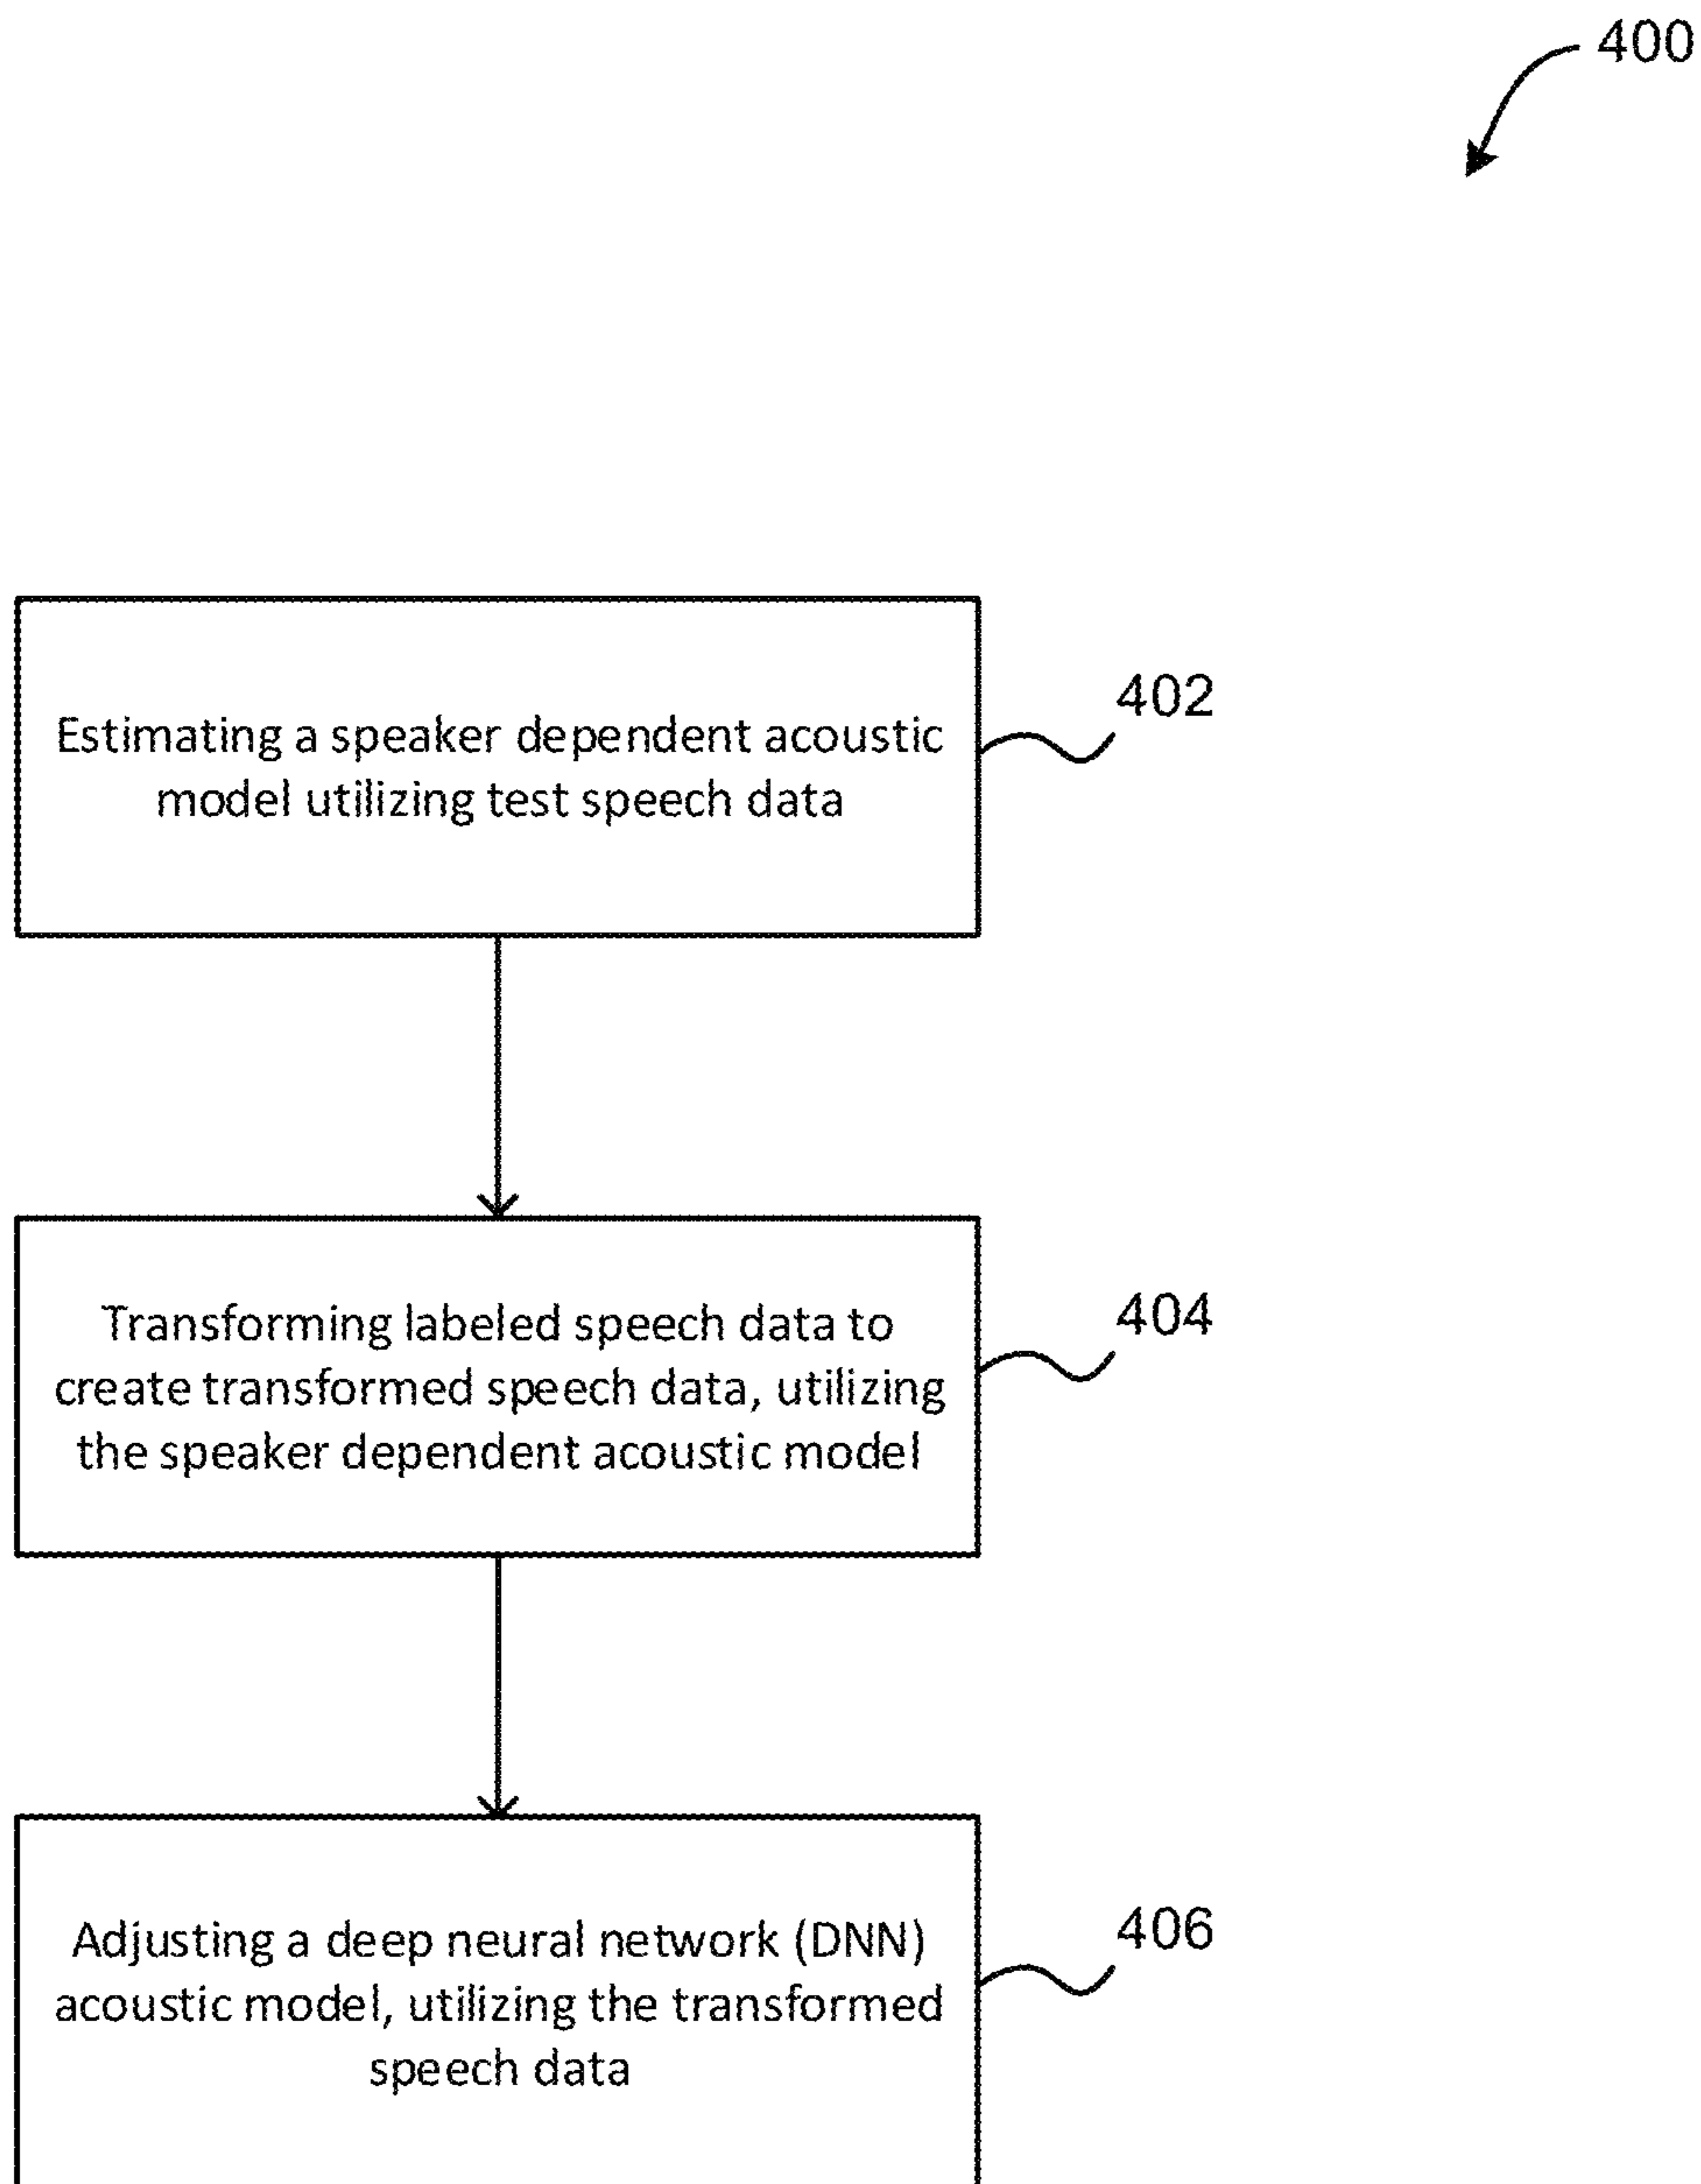 400
Estimating a speaker dependent acoustic
model utilizing test speech data
402
Transforming labeled speech data to
create transformed speech data, utilizing
the speaker dependent acoustic model
404
Adjusting a deep neural network (DNN)
acoustic model, utilizing the transformed
speech data
406